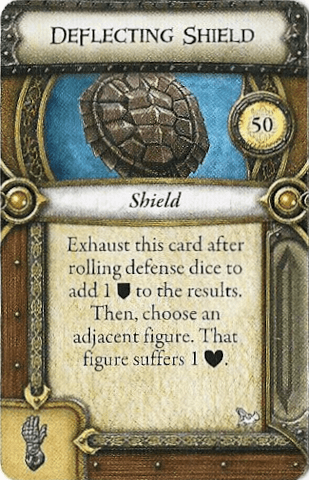 DEFLECTING SHIELD
50
Shield
Exhaust this card after
rolling defense dice to
add 1 to the results.
Then, choose an
adjacent figure. That
figure suffers 1 .